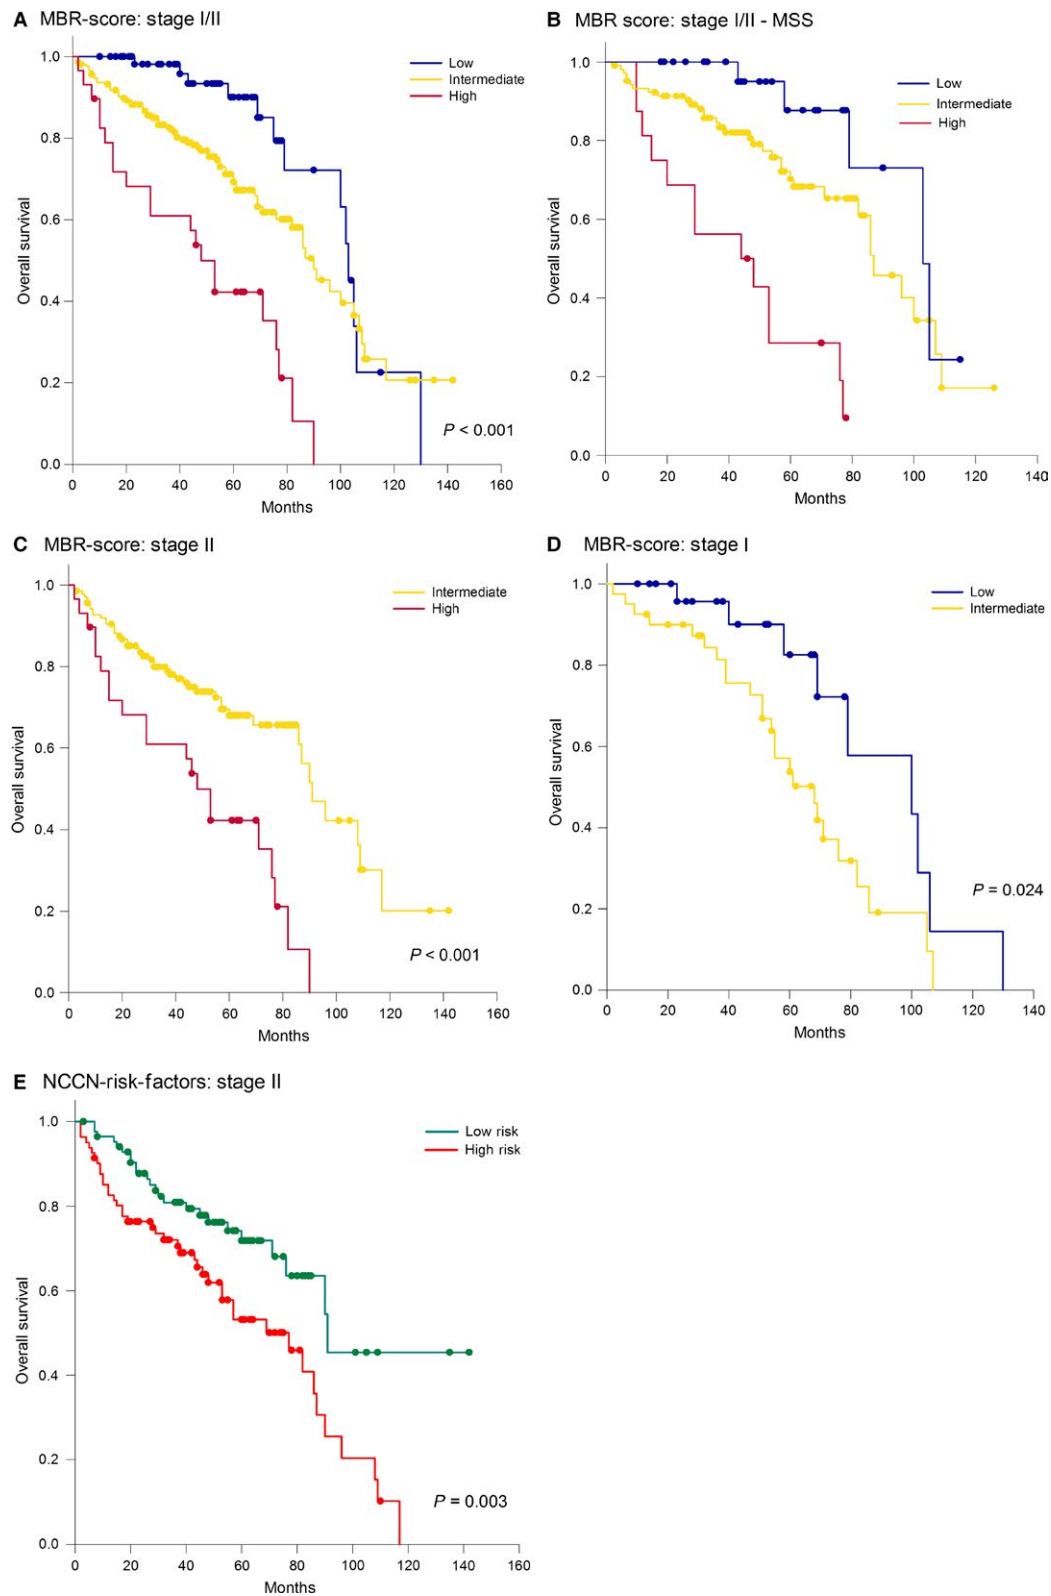 A MBR-score: stage I/II
Low
Intermediate
High
Overall survival
1.0
0.8
0.6
0.4
0.2
0.0
P < 0.001
0 20 40 60 80 100 120 140 160
Months
B MBR score: stage I/II - MSS
Low
Intermediate
High
Overall survival
1.0
0.8
0.6
0.4
0.2
0.0
0 20 40 60 80 100 120 140
Months
C MBR-score: stage II
Intermediate
High
Overall survival
1.0
0.8
0.6
0.4
0.2
0.0
P < 0.001
0 20 40 60 80 100 120 140 160
Months
D MBR-score: stage I
Low
Intermediate
Overall survival
1.0
0.8
0.6
0.4
0.2
0.0
P = 0.024
0 20 40 60 80 100 120 140
Months
E NCCN-risk-factors: stage II
Low risk
High risk
Overall survival
1.0
0.8
0.6
0.4
0.2
0.0
P = 0.003
0 20 40 60 80 100 120 140 160
Months